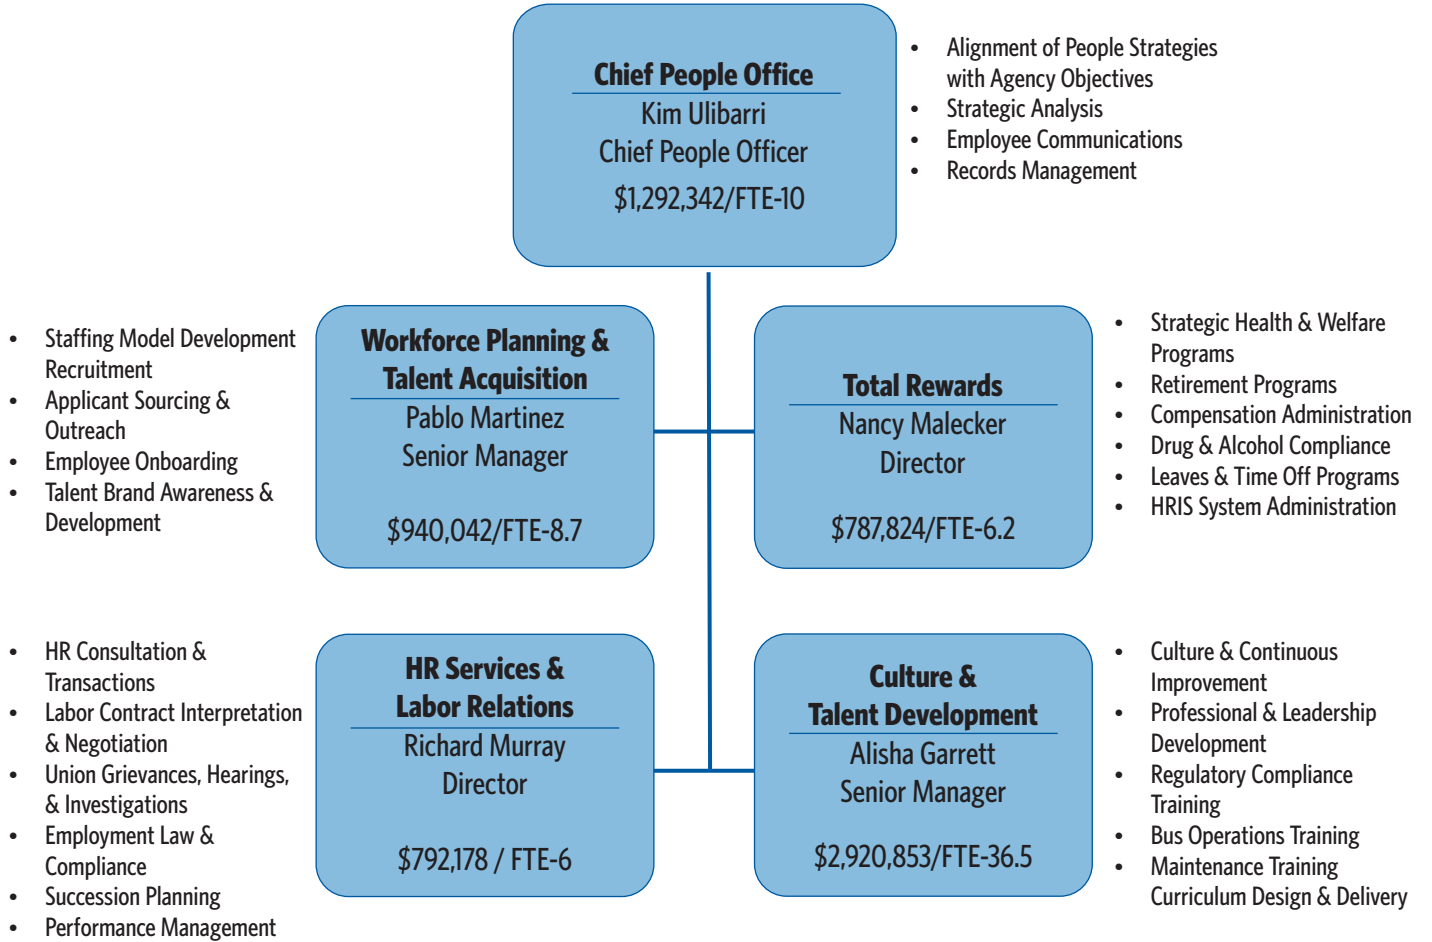 Chief People Office
Kim Ulibarri
Chief People Officer
$1,292,342/FTE-10
• Alignment of People Strategies
with Agency Objectives
• Strategic Analysis
• Employee Communications
• Records Management
• Staffing Model Development
Recruitment
• Applicant Sourcing &
Outreach
• Employee Onboarding
• Talent Brand Awareness &
Development
Workforce Planning &
Talent Acquisition
Pablo Martinez
Senior Manager
$940,042/FTE-8.7
Total Rewards
Nancy Malecker
Director
$787,824/FTE-6.2
• Strategic Health & Welfare
Programs
• Retirement Programs
• Compensation Administration
• Drug & Alcohol Compliance
• Leaves & Time Off Programs
• HRIS System Administration
• HR Consultation &
Transactions
• Labor Contract Interpretation
& Negotiation
• Union Grievances, Hearings,
& Investigations
• Employment Law &
Compliance
• Succession Planning
• Performance Management
HR Services &
Labor Relations
Richard Murray
Director
$792,178 / FTE-6
Culture &
Talent Development
Alisha Garrett
Senior Manager
$2,920,853/FTE-36.5
• Culture & Continuous
Improvement
• Professional & Leadership
Development
• Regulatory Compliance
Training
• Bus Operations Training
• Maintenance Training
Curriculum Design & Delivery